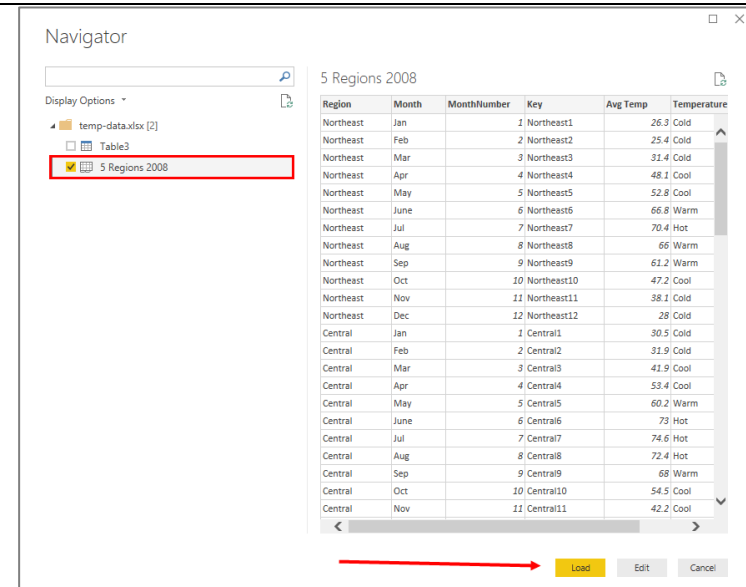 Navigator
Display Options
temp-data.xlsx [2]
Table3
5 Regions 2008
5 Regions 2008
Region Month MonthNumber Key Avg Temp Temperature
Northeast Jan 1 Northeast1 26.3 Cold
Northeast Feb 2 Northeast2 25.4 Cold
Northeast Mar 3 Northeast3 31.4 Cold
Northeast Apr 4 Northeast4 48.1 Cool
Northeast May 5 Northeast5 52.8 Cool
Northeast June 6 Northeast6 66.8 Warm
Northeast Jul 7 Northeast7 70.4 Hot
Northeast Aug 8 Northeast8 66 Warm
Northeast Sep 9 Northeast9 61.2 Warm
Northeast Oct 10 Northeast10 47.2 Cool
Northeast Nov 11 Northeast11 38.1 Cold
Northeast Dec 12 Northeast12 28 Cold
Central Jan 1 Central1 30.5 Cold
Central Feb 2 Central2 31.9 Cold
Central Mar 3 Central3 41.9 Cool
Central Apr 4 Central4 53.4 Cool
Central May 5 Central5 60.2 Warm
Central June 6 Central6 73 Hot
Central Jul 7 Central7 74.6 Hot
Central Aug 8 Central8 72.4 Hot
Central Sep 9 Central9 68 Warm
Central Oct 10 Central10 54.5 Cool
Central Nov 11 Central11 42.2 Cool
Load Edit Cancel